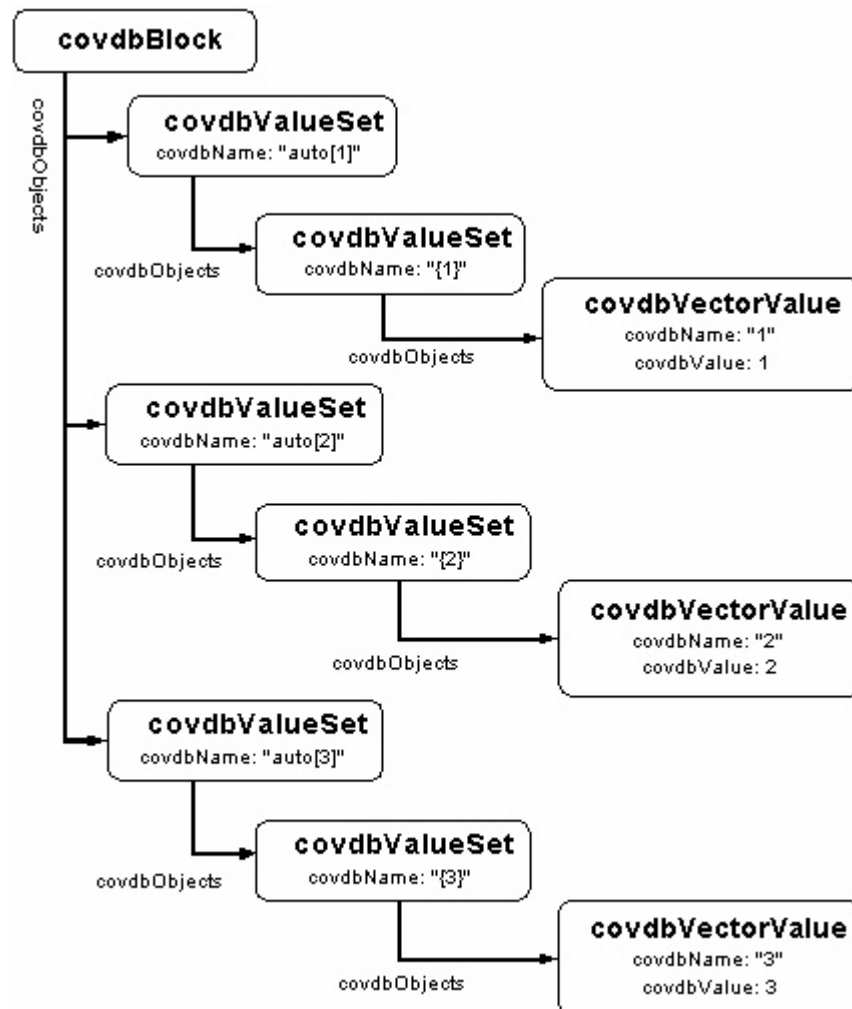 covdbBlock
covdbObjects
covdbValueSet
covdbName: "auto[1]"
covdbObjects
covdbValueSet
covdbName: "{1}"
covdbObjects
covdbVectorValue
covdbName: "1"
covdbValue: 1
covdbValueSet
covdbName: "auto[2]"
covdbObjects
covdbValueSet
covdbName: "{2}"
covdbObjects
covdbVectorValue
covdbName: "2"
covdbValue: 2
covdbValueSet
covdbName: "auto[3]"
covdbObjects
covdbValueSet
covdbName: "{3}"
covdbObjects
covdbVectorValue
covdbName: "3"
covdbValue: 3